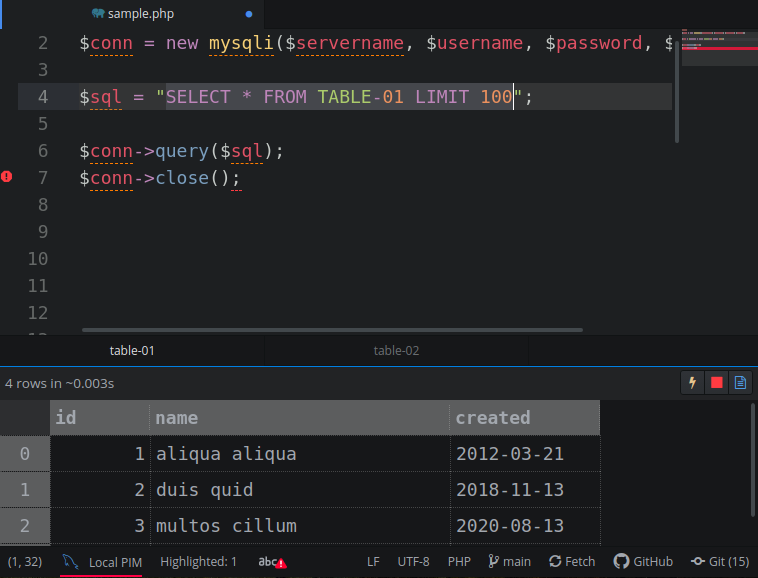 sample.php
2 $conn = new mysqli($servername, $username, $password, $
3
4 $sql = "SELECT * FROM TABLE-01 LIMIT 100";
5
6 $conn->query($sql);
7 $conn->close();
8
9
10
11
12
table-01 table-02
4 rows in ~0.003s
id name created
0 1 aliqua aliqua 2012-03-21
1 2 duis quid 2018-11-13
2 3 multos cillum 2020-08-13
(1, 32) Local PIM Highlighted: 1 abc LF UTF-8 PHP main Fetch GitHub Git (15)